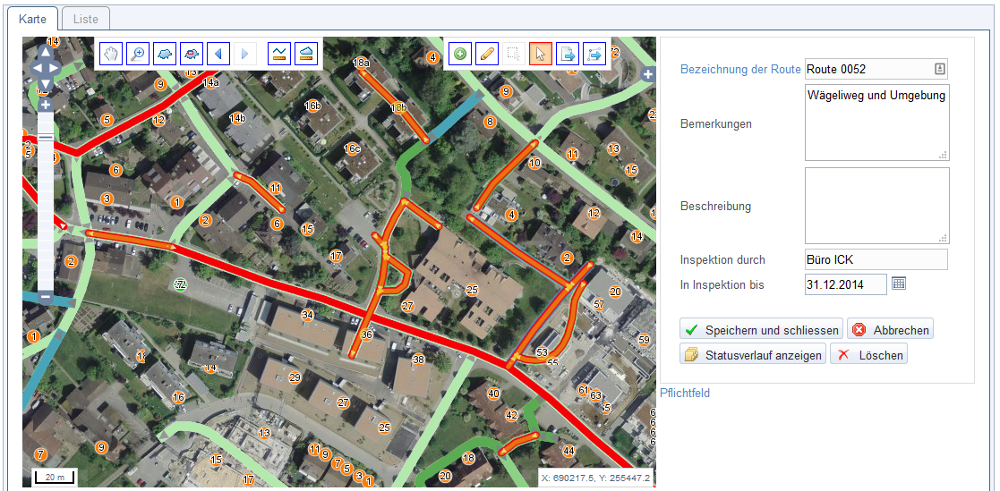 Karte
Liste
Bezeichnung der Route
Route 0052
Bemerkungen
Wägeliweg und Umgebung
Beschreibung
Inspektion durch
Büro ICK
In Inspektion bis
31.12.2014
Speichern und schliessen
Abbrechen
Statusverlauf anzeigen
Löschen
Pflichtfeld
14
18a
4
72
9
13
14a
9
5
12
14b
16b
18b
8
16c
11
13
10
15
6
11
3
1
2
6
15
4
12
14
17
2
2
25
20
34
27
57
36
59
53
55
38
1
14
29
40
61
63
16
27
42
25
13
9
7
15
17
11
9
7
5
3
1
18
20
44
20 m
X: 690217.5, Y: 255447.2